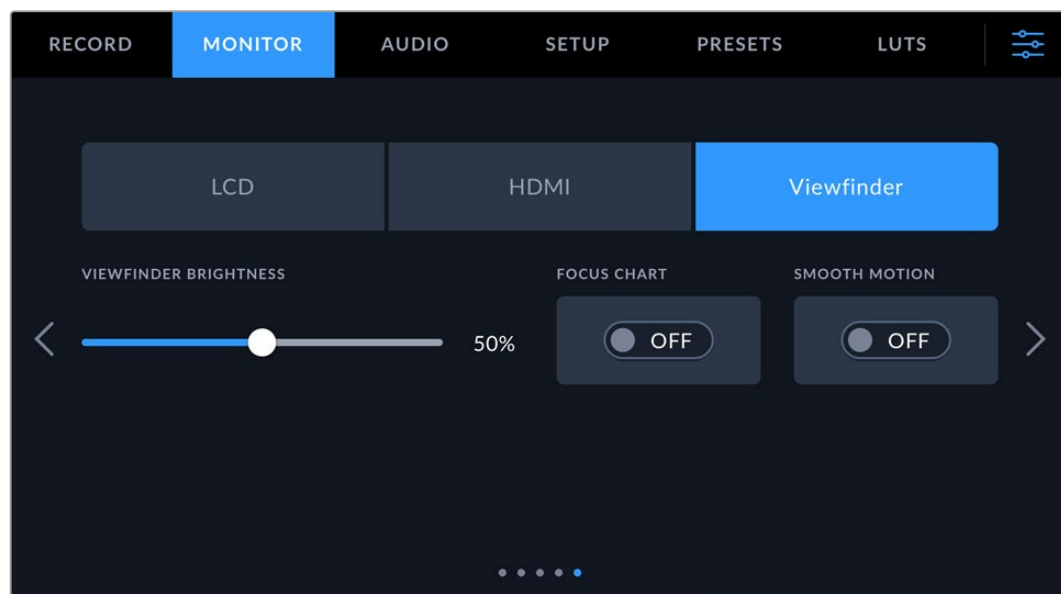 RECORD MONITOR AUDIO SETUP PRESETS LUTS
LCD HDMI Viewfinder
VIEWFINDER BRIGHTNESS FOCUS CHART SMOOTH MOTION
50% OFF OFF